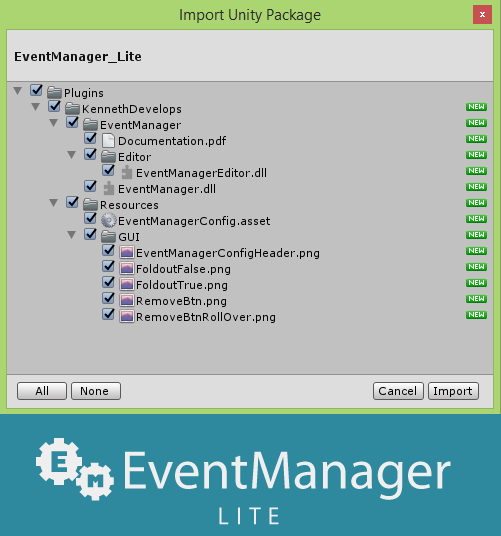 Import Unity Package
x
EventManager_Lite
Plugins
KennethDevelops NEW
EventManager NEW
Documentation.pdf NEW
Editor NEW
EventManagerEditor.dll NEW
EventManager.dll NEW
Resources NEW
EventManagerConfig.asset NEW
GUI NEW
EventManagerConfigHeader.png NEW
FoldoutFalse.png NEW
FoldoutTrue.png NEW
RemoveBtn.png NEW
RemoveBtnRollOver.png NEW
All None Cancel Import
E M EventManager
LITE